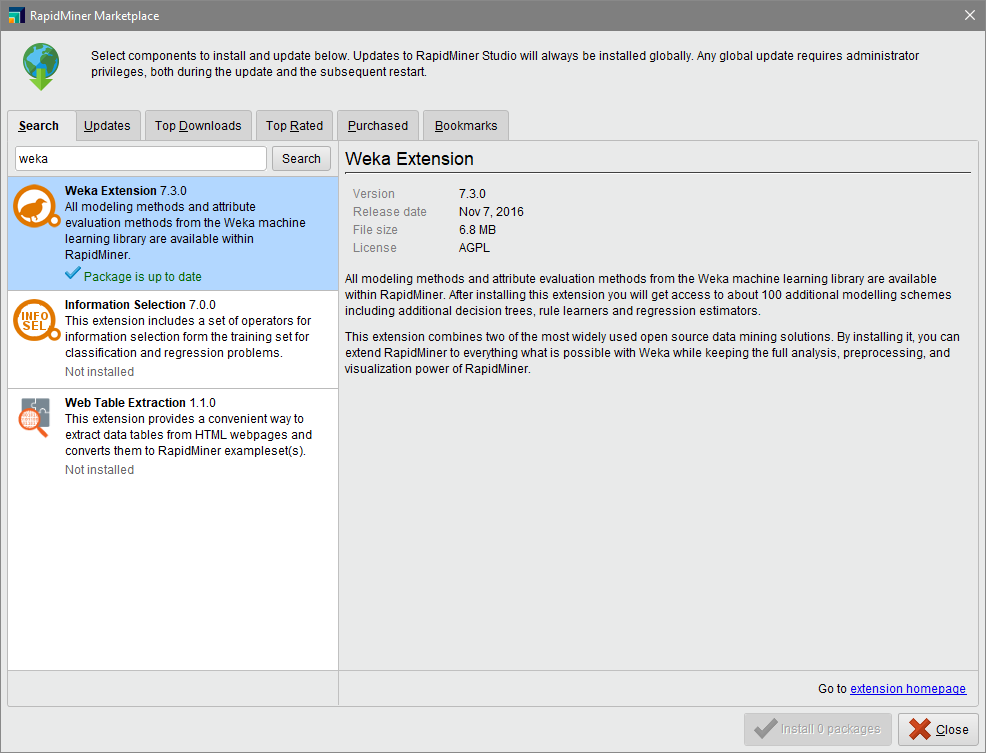 RapidMiner Marketplace
Select components to install and update below. Updates to RapidMiner Studio will always be installed globally. Any global update requires administrator
privileges, both during the update and the subsequent restart.
Search
Updates
Top Downloads
Top Rated
Purchased
Bookmarks
weka
Search
Weka Extension 7.3.0
All modeling methods and attribute
evaluation methods from the Weka machine
learning library are available within
RapidMiner.
Package is up to date
INFO
SEL
Information Selection 7.0.0
This extension includes a set of operators for
information selection form the training set for
classification and regression problems.
Not installed
Web Table Extraction 1.1.0
This extension provides a convenient way to
extract data tables from HTML webpages and
converts them to RapidMiner exampleset(s).
Not installed
Weka Extension
Version 7.3.0
Release date Nov 7, 2016
File size 6.8 MB
License AGPL
All modeling methods and attribute evaluation methods from the Weka machine learning library are available
within RapidMiner. After installing this extension you will get access to about 100 additional modelling schemes
including additional decision trees, rule learners and regression estimators.
This extension combines two of the most widely used open source data mining solutions. By installing it, you can
extend RapidMiner to everything what is possible with Weka while keeping the full analysis, preprocessing, and
visualization power of RapidMiner.
Go to extension homepage
Install 0 packages
Close